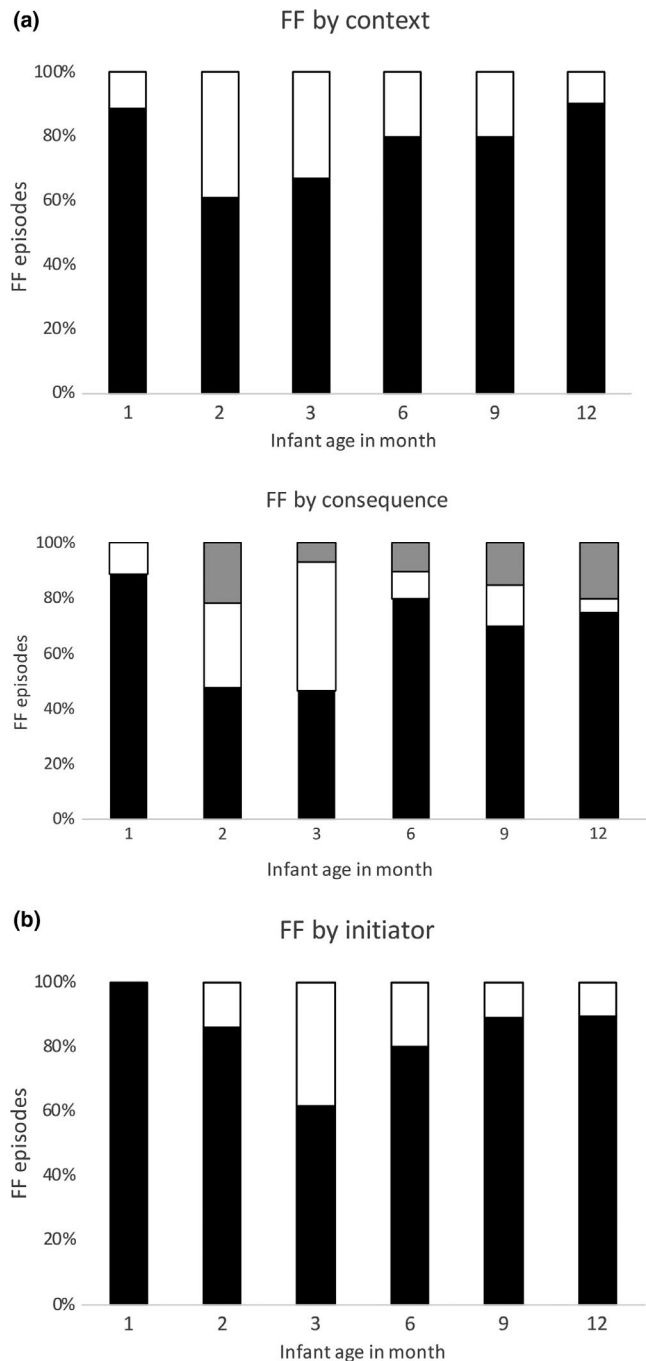 (a)
FF by context
FF episodes
100%
80%
60%
40%
20%
0%
1 2 3 6 9 12
Infant age in month
FF by consequence
FF episodes
100%
80%
60%
40%
20%
0%
1 2 3 6 9 12
Infant age in month
(b)
FF by initiator
FF episodes
100%
80%
60%
40%
20%
0%
1 2 3 6 9 12
Infant age in month